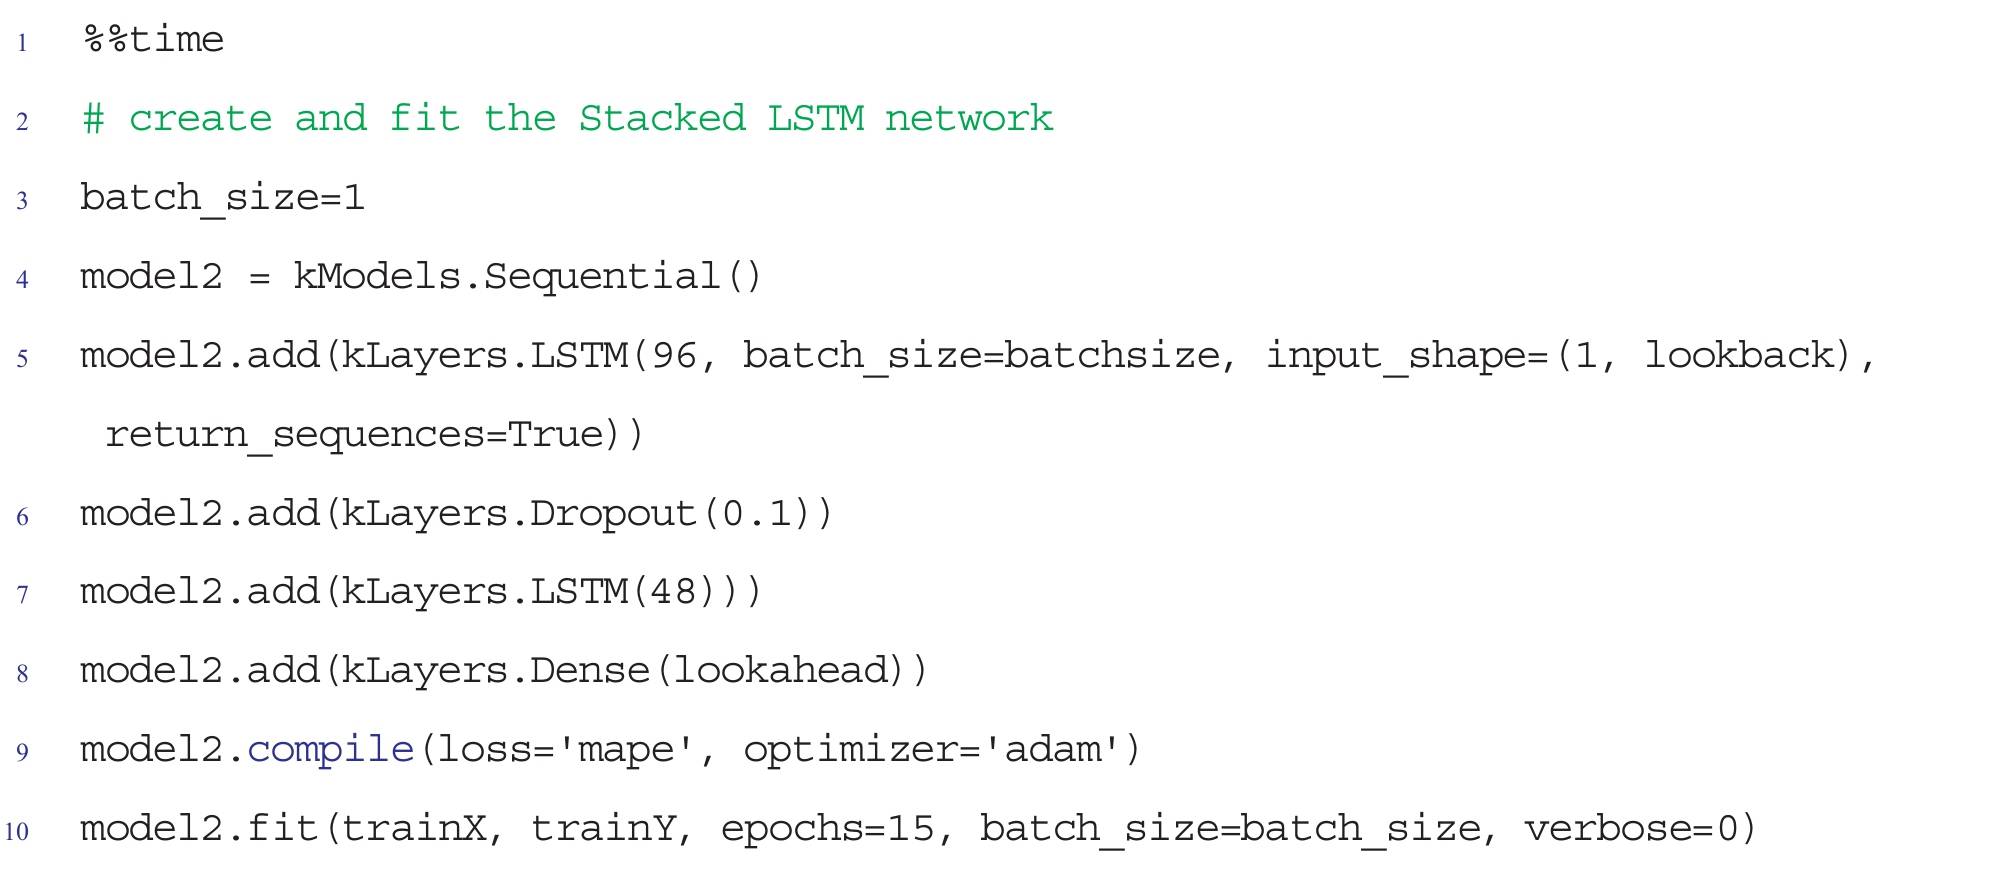 1 %%time
2 # create and fit the Stacked LSTM network
3 batch_size=1
4 model2 = kModels.Sequential()
5 model2.add(kLayers.LSTM(96, batch_size=batchsize, input_shape=(1, lookback),
return_sequences=True))
6 model2.add(kLayers.Dropout(0.1))
7 model2.add(kLayers.LSTM(48)))
8 model2.add(kLayers.Dense(lookahead))
9 model2.compile(loss='mape', optimizer='adam')
10 model2.fit(trainX, trainY, epochs=15, batch_size=batch_size, verbose=0)